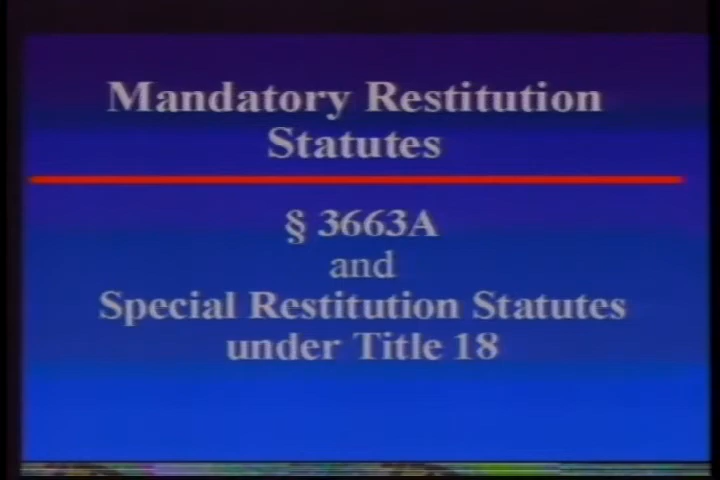 Mandatory Restitution
Statutes
§ 3663A
and
Special Restitution Statutes
under Title 18